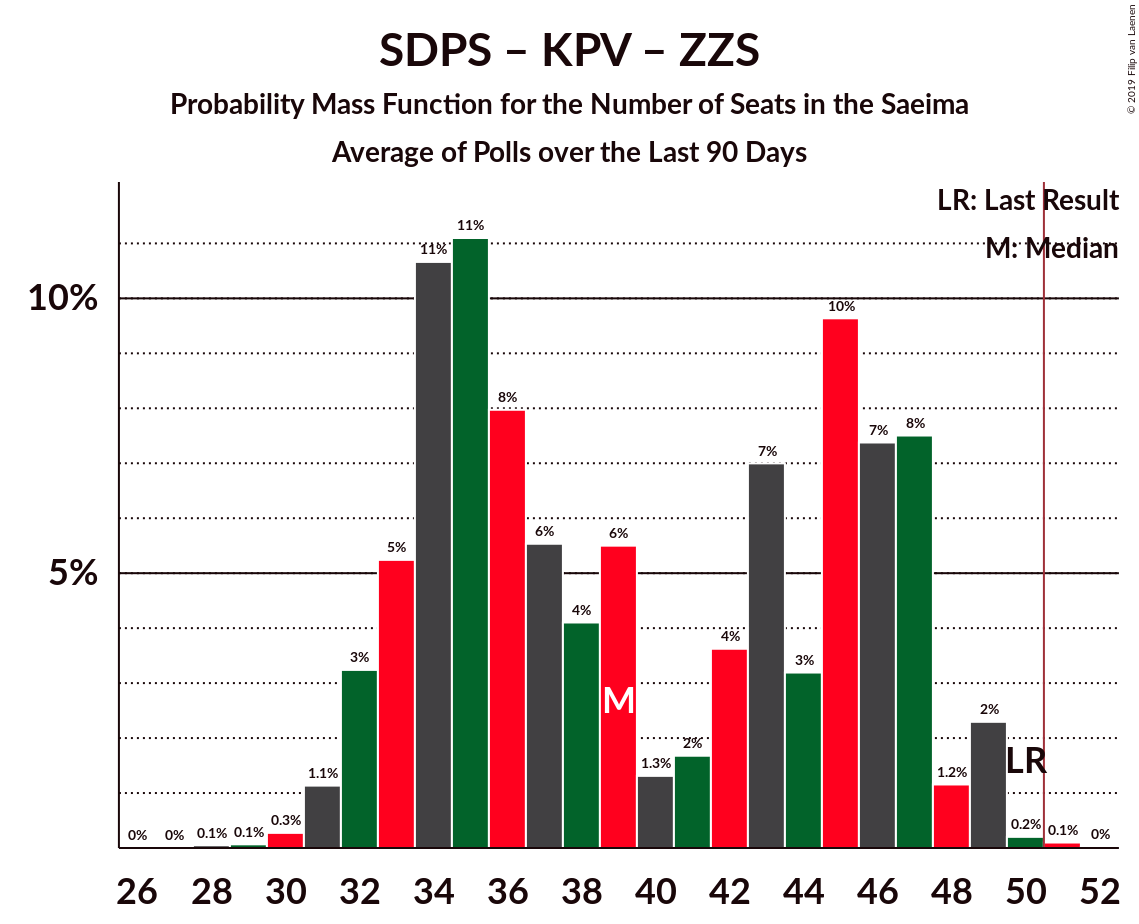 SDPS – KPV – ZZS
Probability Mass Function for the Number of Seats in the Saeima
Average of Polls over the Last 90 Days
© 2019 Filip van Laenen
LR: Last Result
M: Median
10%
5%
0% 0% 0.1% 0.1% 0.3% 1.1% 3% 5% 11% 11% 8% 6% 4% 6% 1.3% 2% 4% 7% 3% 10% 7% 8% 1.2% 2% 0.2% 0.1% 0%
M
LR
26 28 30 32 34 36 38 40 42 44 46 48 50 52